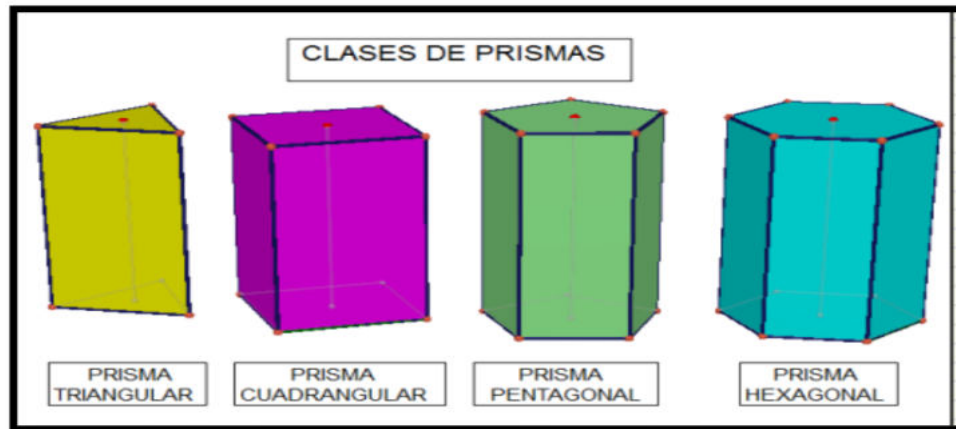 CLASES DE PRISMAS
PRISMA
TRIANGULAR
PRISMA
CUADRANGULAR
PRISMA
PENTAGONAL
PRISMA
HEXAGONAL